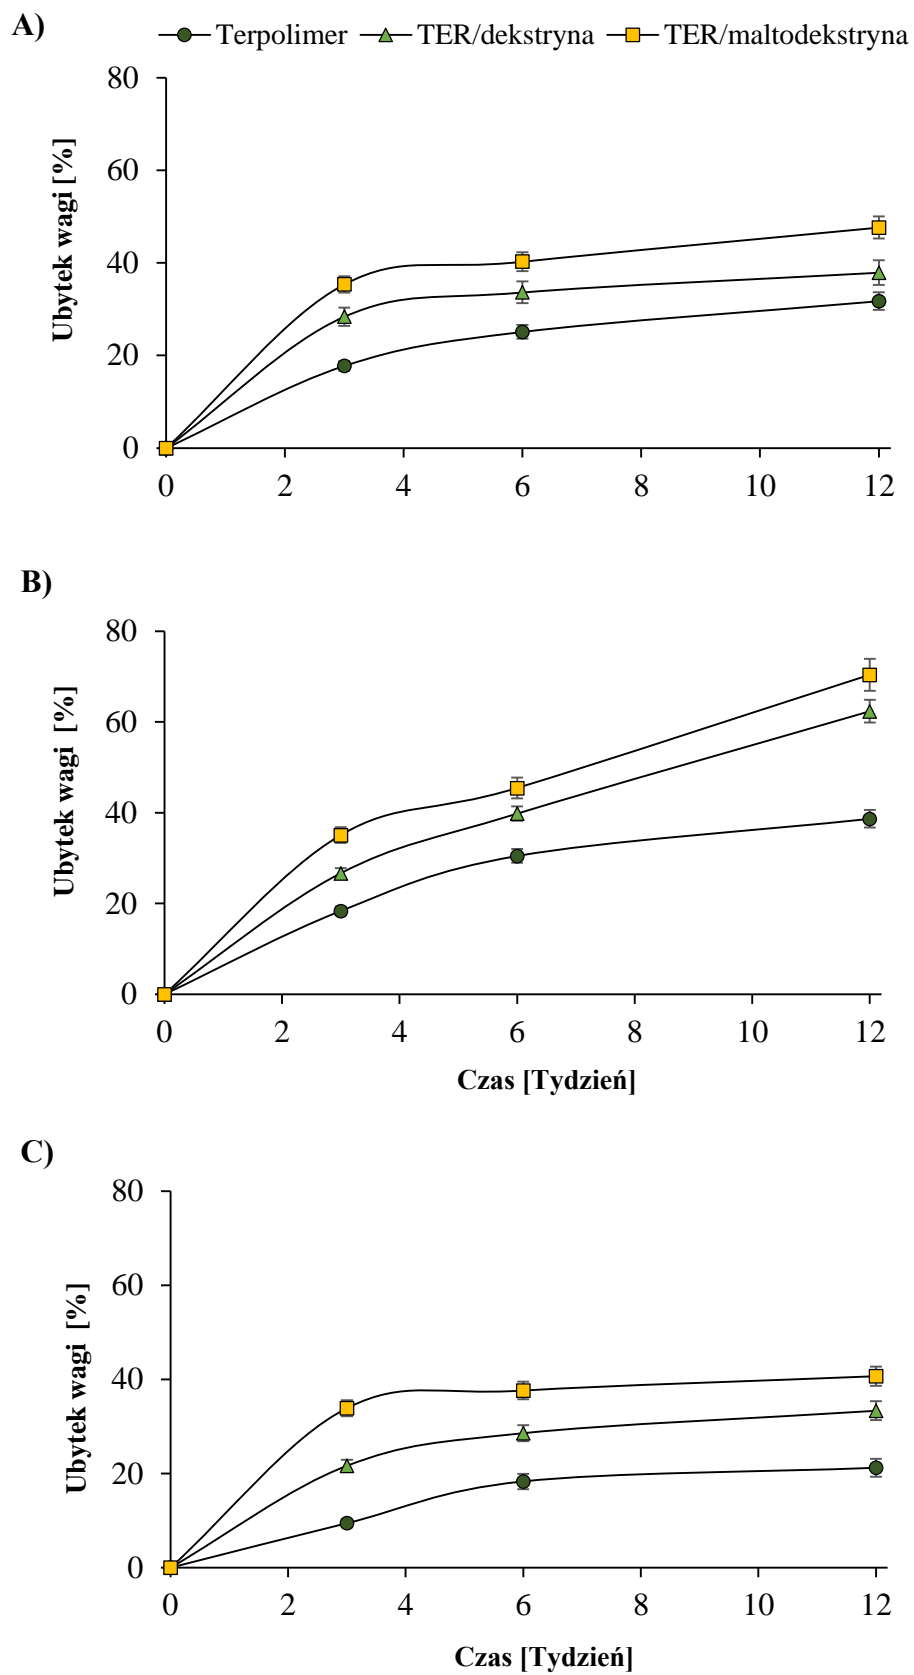 A)
Terpolimer TER/dekstryna TER/maltodekstryna
80
60
40
20
0
Ubytek wagi [%]
0 2 4 6 8 10 12
B)
80
60
40
20
0
Ubytek wagi [%]
0 2 4 6 8 10 12
Czas [Tydzień]
C)
80
60
40
20
0
Ubytek wagi [%]
0 2 4 6 8 10 12
Czas [Tydzień]